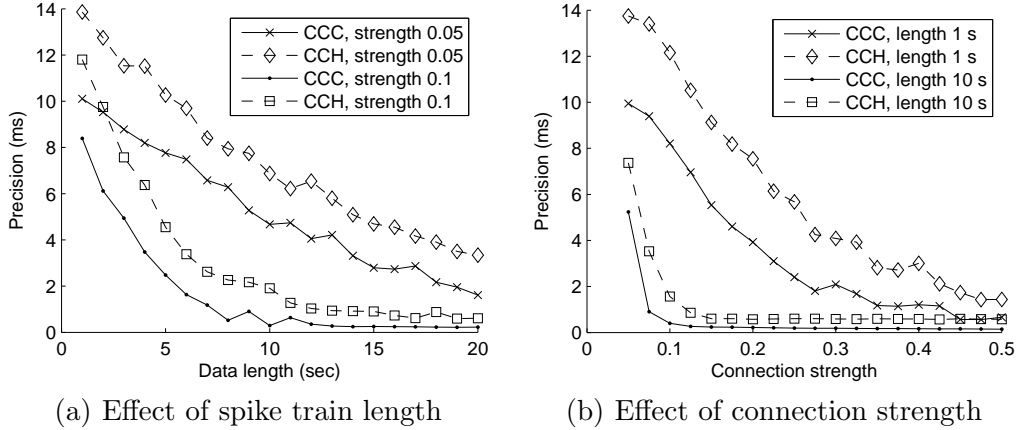 14
12
10
8
6
4
2
0
Precision (ms)
CCC, strength 0.05
CCH, strength 0.05
CCC, strength 0.1
CCH, strength 0.1
0 5 10 15 20
Data length (sec)
(a) Effect of spike train length
14
12
10
8
6
4
2
0
Precision (ms)
CCC, length 1 s
CCH, length 1 s
CCC, length 10 s
CCH, length 10 s
0 0.1 0.2 0.3 0.4 0.5
Connection strength
(b) Effect of connection strength